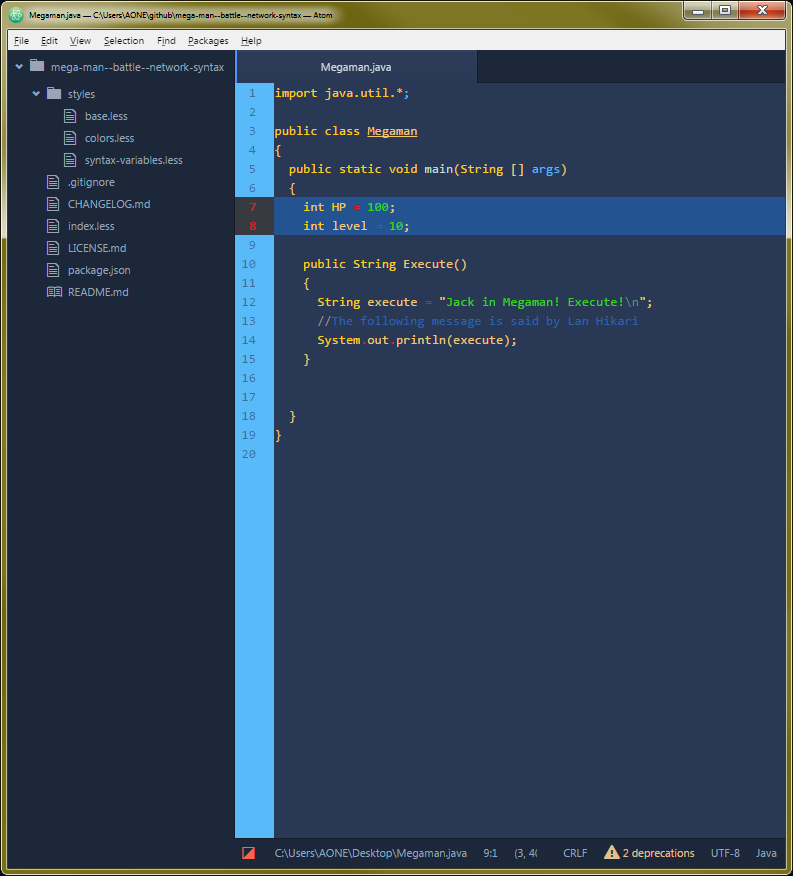 Megaman.java — C:\Users\AONE\github\mega-man--battle--network-syntax — Atom
File Edit View Selection Find Packages Help
mega-man--battle--network-syntax
styles
base.less
colors.less
syntax-variables.less
.gitignore
CHANGELOG.md
index.less
LICENSE.md
package.json
README.md
Megaman.java
1 import java.util.*;
2
3 public class Megaman
4 {
5 public static void main(String [] args)
6 {
7 int HP = 100;
8 int level = 10;
9
10 public String Execute()
11 {
12 String execute = "Jack in Megaman! Execute!\n";
13 //The following message is said by Lan Hikari
14 System.out.println(execute);
15 }
16
17
18 }
19 }
20
C:\Users\AONE\Desktop\Megaman.java 9:1 (3, 40 CRLF 2 deprecations UTF-8 Java